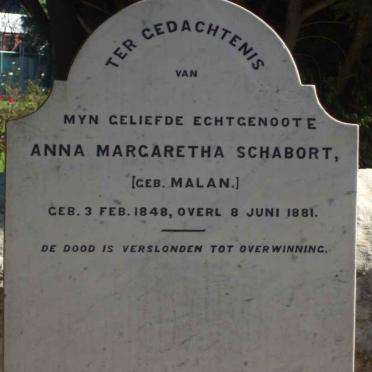 TER GEDACHTENIS
VAN
MYN GELIEFDE ECHTGENOOTE
ANNA MARGARETHA SCHABORT,
[GEB. MALAN.]
GEB. 3 FEB. 1848, OVERL 8 JUNI 1881.
DE DOOD IS VERSLONDEN TOT OVERWINNING.